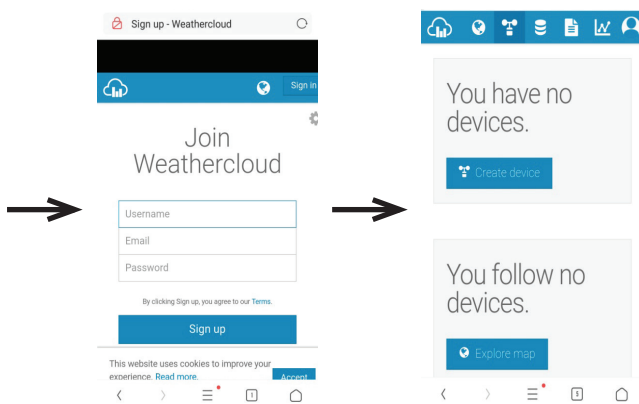 Sign up - Weathercloud
Sign in
Join
Weathercloud
Username
Email
Password
By clicking Sign up, you agree to our Terms.
Sign up
This website uses cookies to improve your
experience. Read more.
Accept
1
You have no
devices.
Create device
You follow no
devices.
Explore map